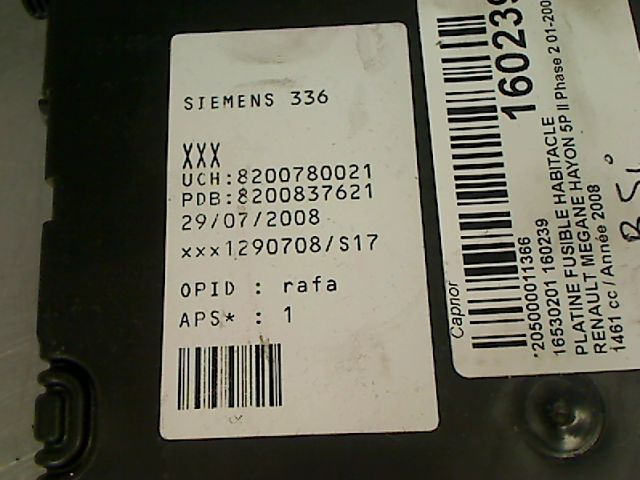 SIEMENS 336
XXX
UCH:8200780021
PDB:8200837621
29/07/2008
xxx1290708/S17
OPID : rafa
APS* : 1
Capnor
*205000011366
16530201 160239
PLATINE FUSIBLE HABITACLE
RENAULT MEGANE HAYON 5P II Phase 2 01-200
1461 cc / Année 2008
160239